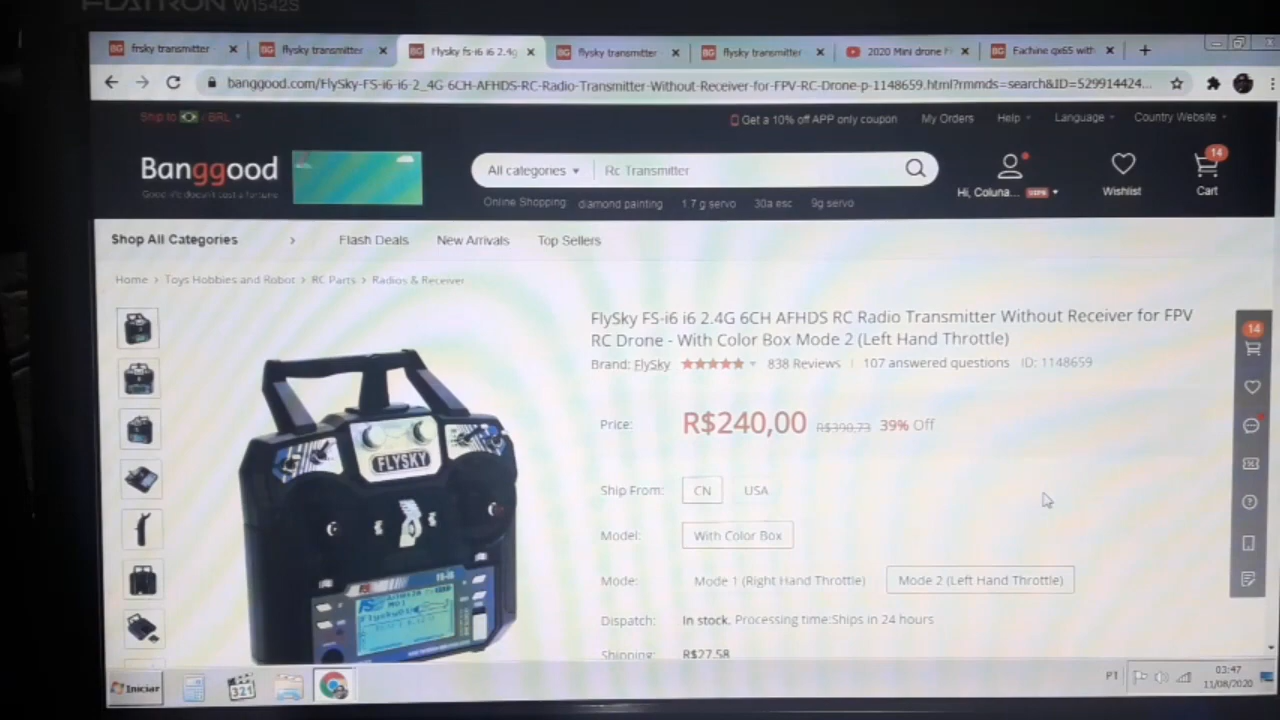 FLATRON W1542S
frsky transmitter
flysky transmitter
Flysky fs-i6 i6 2.4g
flysky transmitter
flysky transmitter
2020 Mini drone
Eachine qx65 with
banggood.com/FlySky-FS-i6-i6-2_4G-6CH-AFHDS-RC-Radio-Transmitter-Without-Receiver-for-FPV-RC-Drone-p-1148659.html?rmmds=search&ID=529914424...
Ship to / BRL
Get a 10% off APP only coupon
My Orders
Help
Language
Country Website
Banggood
All categories
Rc Transmitter
14
Hi, Coluna...
Wishlist
Cart
Online Shopping:
diamond painting
1 7 g servo
30a esc
9g servo
Shop All Categories
Flash Deals
New Arrivals
Top Sellers
Home > Toys Hobbies and Robot > RC Parts > Radios & Receiver
FlySky FS-i6 i6 2.4G 6CH AFHDS RC Radio Transmitter Without Receiver for FPV
RC Drone - With Color Box Mode 2 (Left Hand Throttle)
Brand: FlySky
838 Reviews
107 answered questions
ID: 1148659
14
Price:
R$240,00
R$390,73
39% Off
FLYSKY
Ship From:
CN
USA
Model:
With Color Box
Mode:
Mode 1 (Right Hand Throttle)
Mode 2 (Left Hand Throttle)
Dispatch:
In stock. Processing time:Ships in 24 hours
Shipping:
R$27.58
Iniciar
321
PT
03:47
11/08/2020